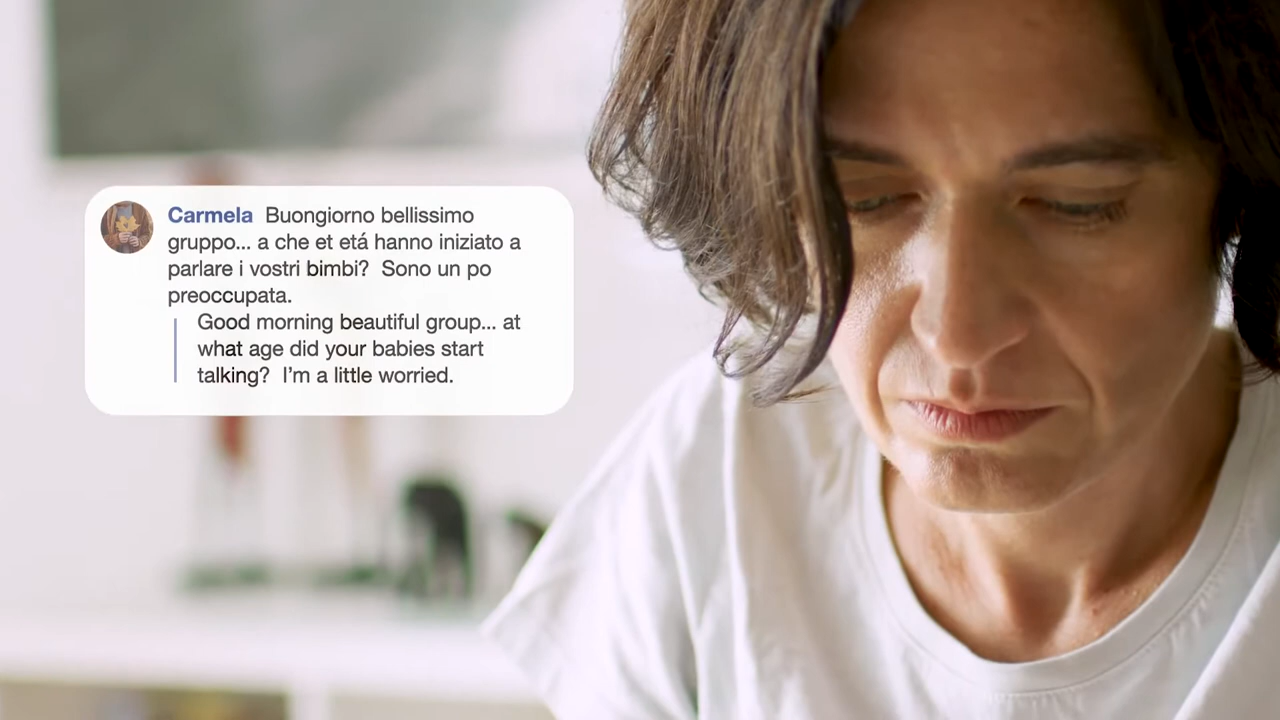 Carmela Buongiorno bellissimo
gruppo... a che et etá hanno iniziato a
parlare i vostri bimbi? Sono un po
preoccupata.
Good morning beautiful group... at
what age did your babies start
talking? I'm a little worried.